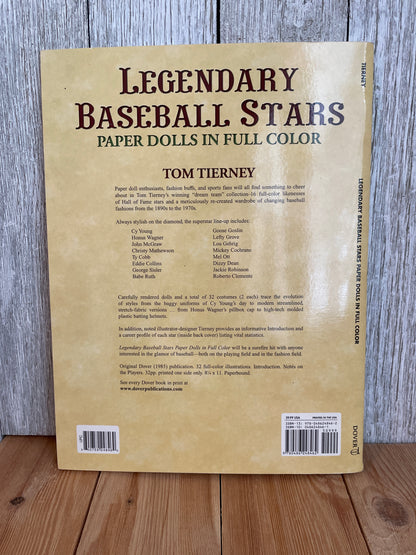 LEGENDARY
BASEBALL STARS
PAPER DOLLS IN FULL COLOR
TOM TIERNEY
Paper doll enthusiasts, fashion buffs, and sports fans will all find something to cheer
about in Tom Tierney's winning "dream team" collection-16 full-color likenesses
of Hall of Fame stars and a meticulously re-created wardrobe of changing baseball
fashions from the 1890s to the 1970s.
Always stylish on the diamond, the superstar line-up includes:
Cy Young
Honus Wagner
John McGraw
Christy Mathewson
Ty Cobb
Eddie Collins
George Sisler
Babe Ruth
Goose Goslin
Lefty Grove
Lou Gehrig
Mickey Cochrane
Mel Ott
Dizzy Dean
Jackie Robinson
Roberto Clemente
Carefully rendered dolls and a total of 32 costumes (2 each) trace the evolution
of styles from the baggy uniforms of Cy Young's day to modern streamlined,
stretch-fabric versions ... from Honus Wagner's pillbox cap to high-tech molded
plastic batting helmets.
In addition, noted illustrator-designer Tierney provides an informative Introduction and
a career profile of each star (inside back cover) listing vital statistics.
Legendary Baseball Stars Paper Dolls in Full Color will be a surefire hit with anyone
interested in the glamor of baseball—both on the playing field and in the fashion field.
Original Dover (1985) publication. 32 full-color illustrations. Introduction. Notes on
the Players. 32pp. printed one side only. 9¼ x 11. Paperbound.
See every Dover book in print at
www.doverpublications.com
PRINTED IN THE USA
TIERNEY
LEGENDARY BASEBALL STARS PAPER DOLLS IN FULL COLOR
DOVER